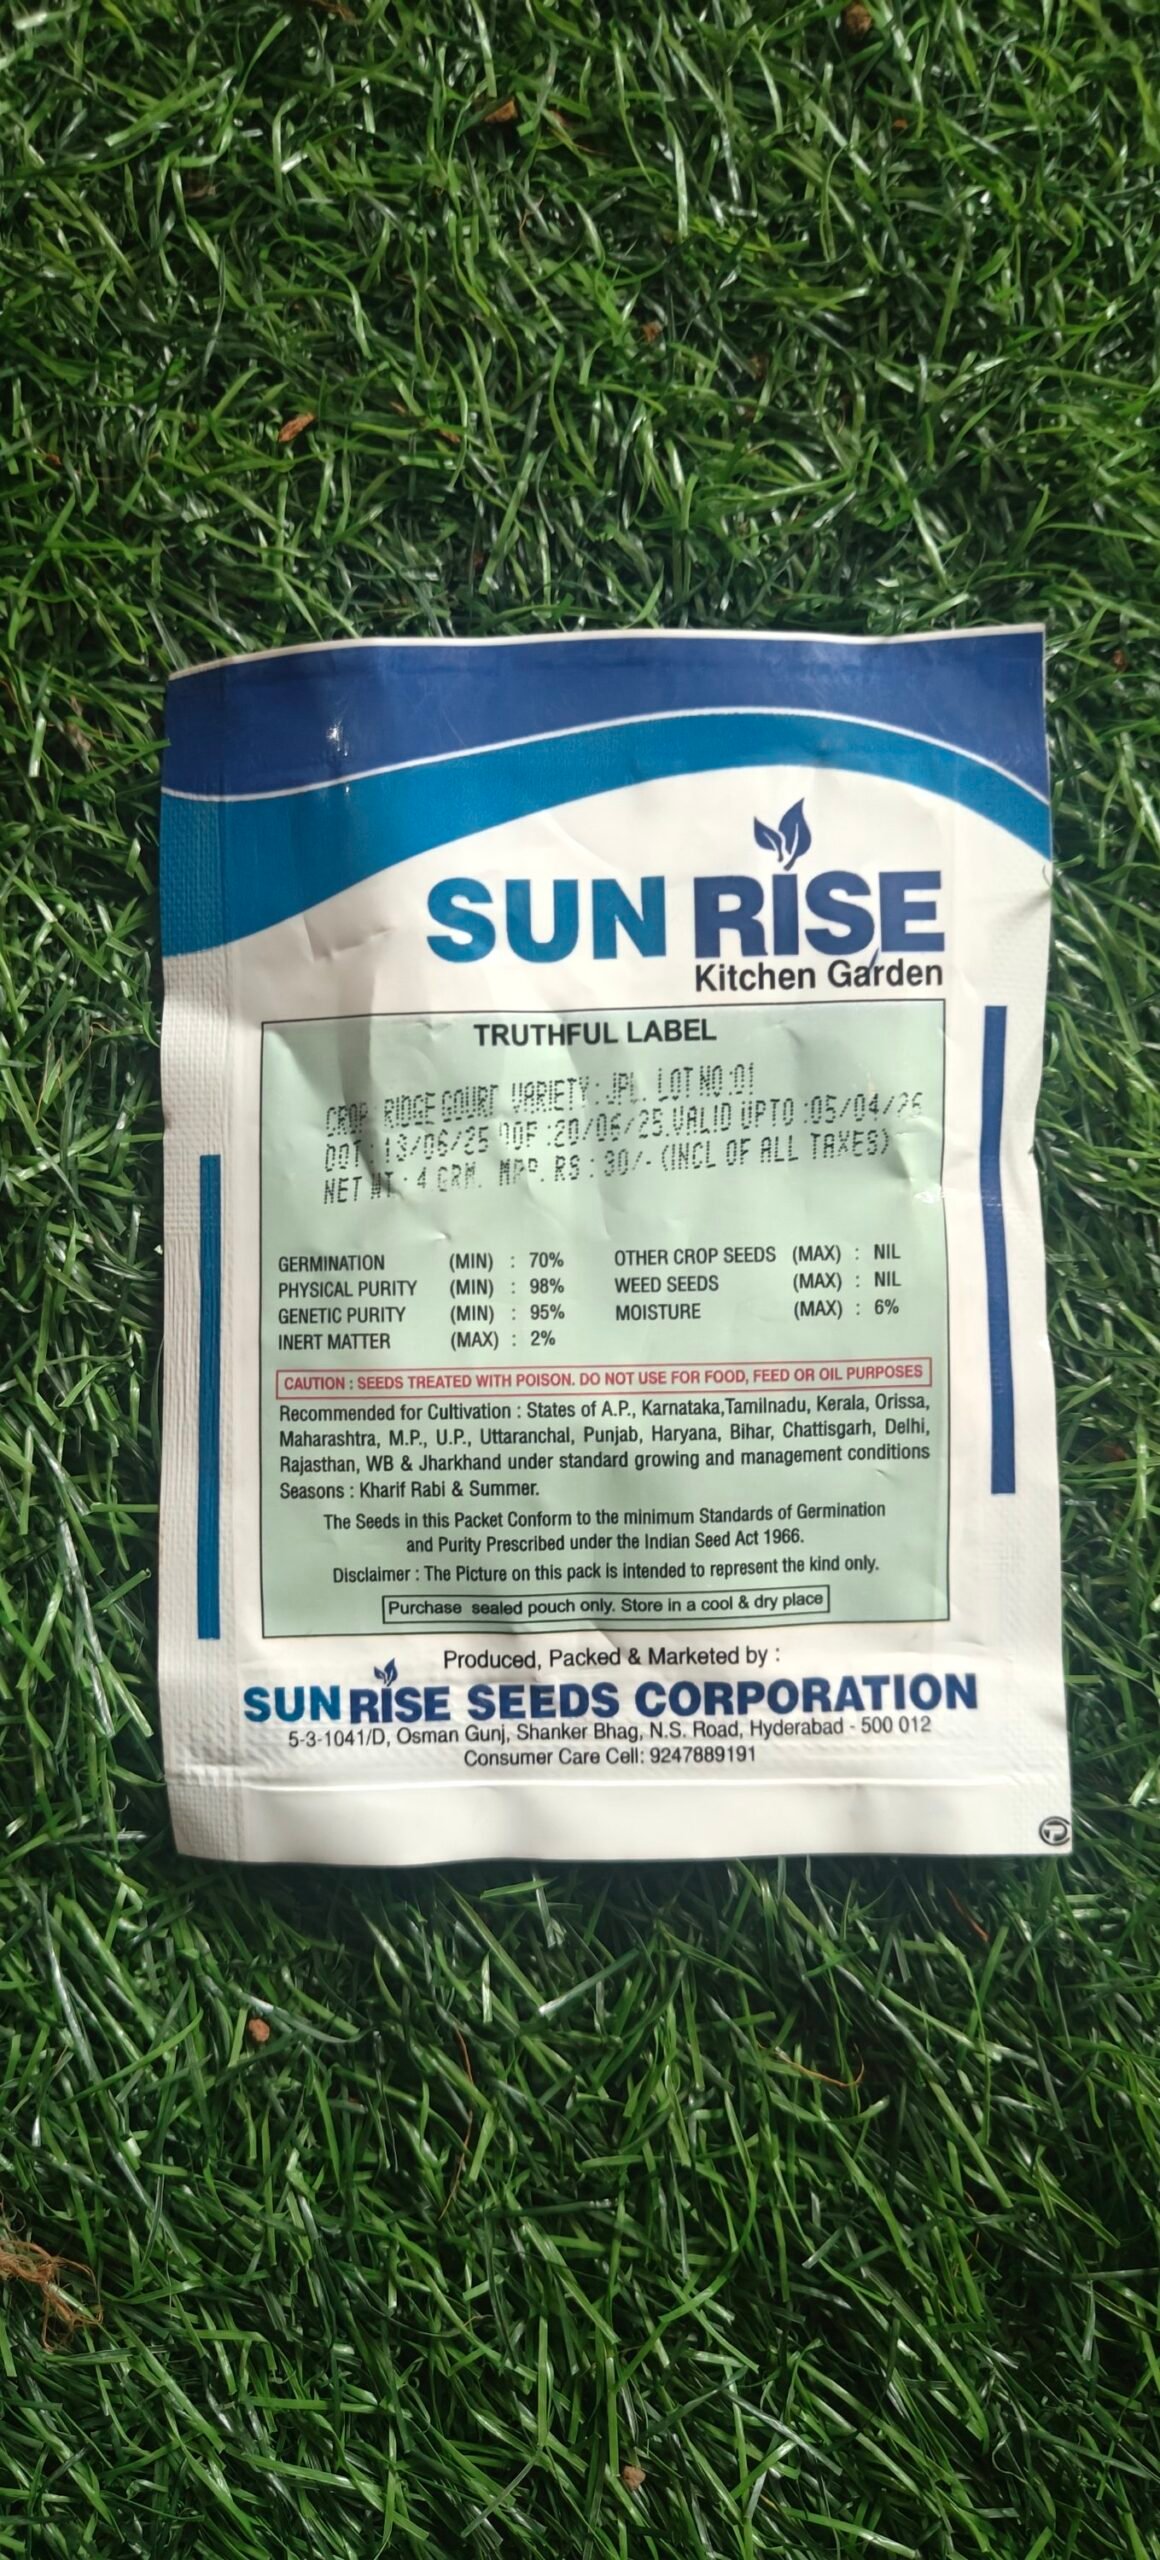 SUN RISE
Kitchen Garden
TRUTHFUL LABEL
CROP : RIDGE GOURT VARIETY : JPL. LOT NO :01
DOT : 13/06/25 DOF :20/06/25.VALID UPTO :05/04/26
NET WT : 4 GRM. MRP. RS : 30/- (INCL OF ALL TAXES)
GERMINATION (MIN) : 70% OTHER CROP SEEDS (MAX) : NIL
PHYSICAL PURITY (MIN) : 98% WEED SEEDS (MAX) : NIL
GENETIC PURITY (MIN) : 95% MOISTURE (MAX) : 6%
INERT MATTER (MAX) : 2%
CAUTION : SEEDS TREATED WITH POISON. DO NOT USE FOR FOOD, FEED OR OIL PURPOSES
Recommended for Cultivation : States of A.P., Karnataka,Tamilnadu, Kerala, Orissa,
Maharashtra, M.P., U.P., Uttaranchal, Punjab, Haryana, Bihar, Chattisgarh, Delhi,
Rajasthan, WB & Jharkhand under standard growing and management conditions
Seasons : Kharif Rabi & Summer.
The Seeds in this Packet Conform to the minimum Standards of Germination
and Purity Prescribed under the Indian Seed Act 1966.
Disclaimer : The Picture on this pack is intended to represent the kind only.
Purchase sealed pouch only. Store in a cool & dry place
Produced, Packed & Marketed by :
SUN RISE SEEDS CORPORATION
5-3-1041/D, Osman Gunj, Shanker Bhag, N.S. Road, Hyderabad - 500 012
Consumer Care Cell: 9247889191